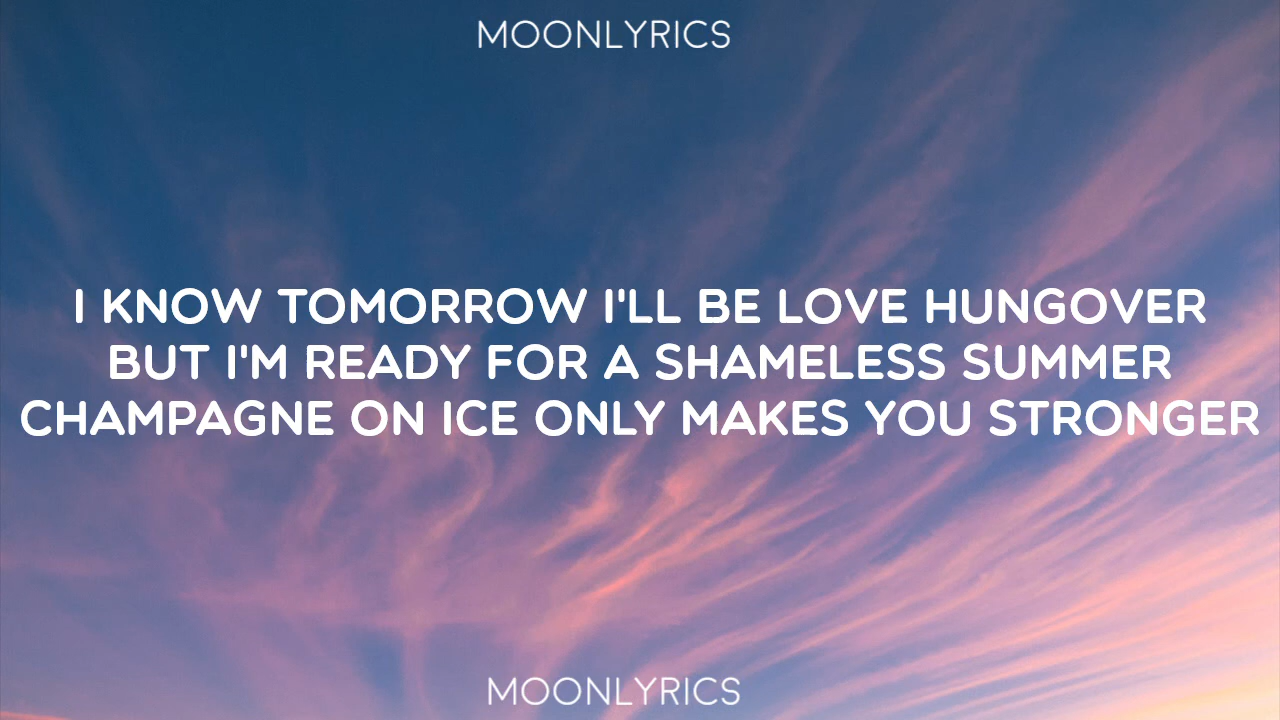 MOONLYRICS
I KNOW TOMORROW I'LL BE LOVE HUNGOVER
BUT I'M READY FOR A SHAMELESS SUMMER
CHAMPAGNE ON ICE ONLY MAKES YOU STRONGER
MOONLYRICS